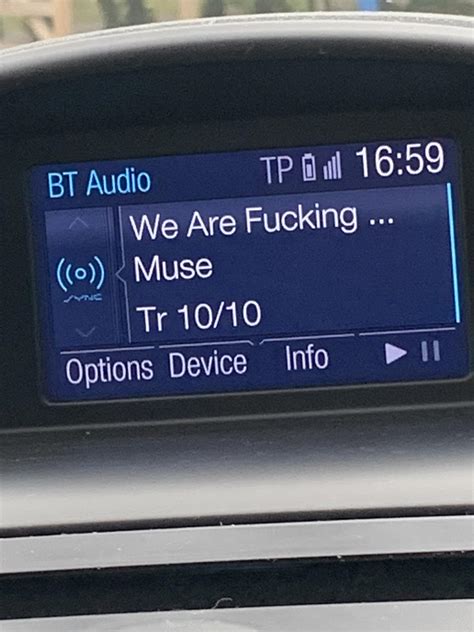 BT Audio TP 16:59
We Are Fucking ...
Muse
SYNC
Tr 10/10
Options Device Info